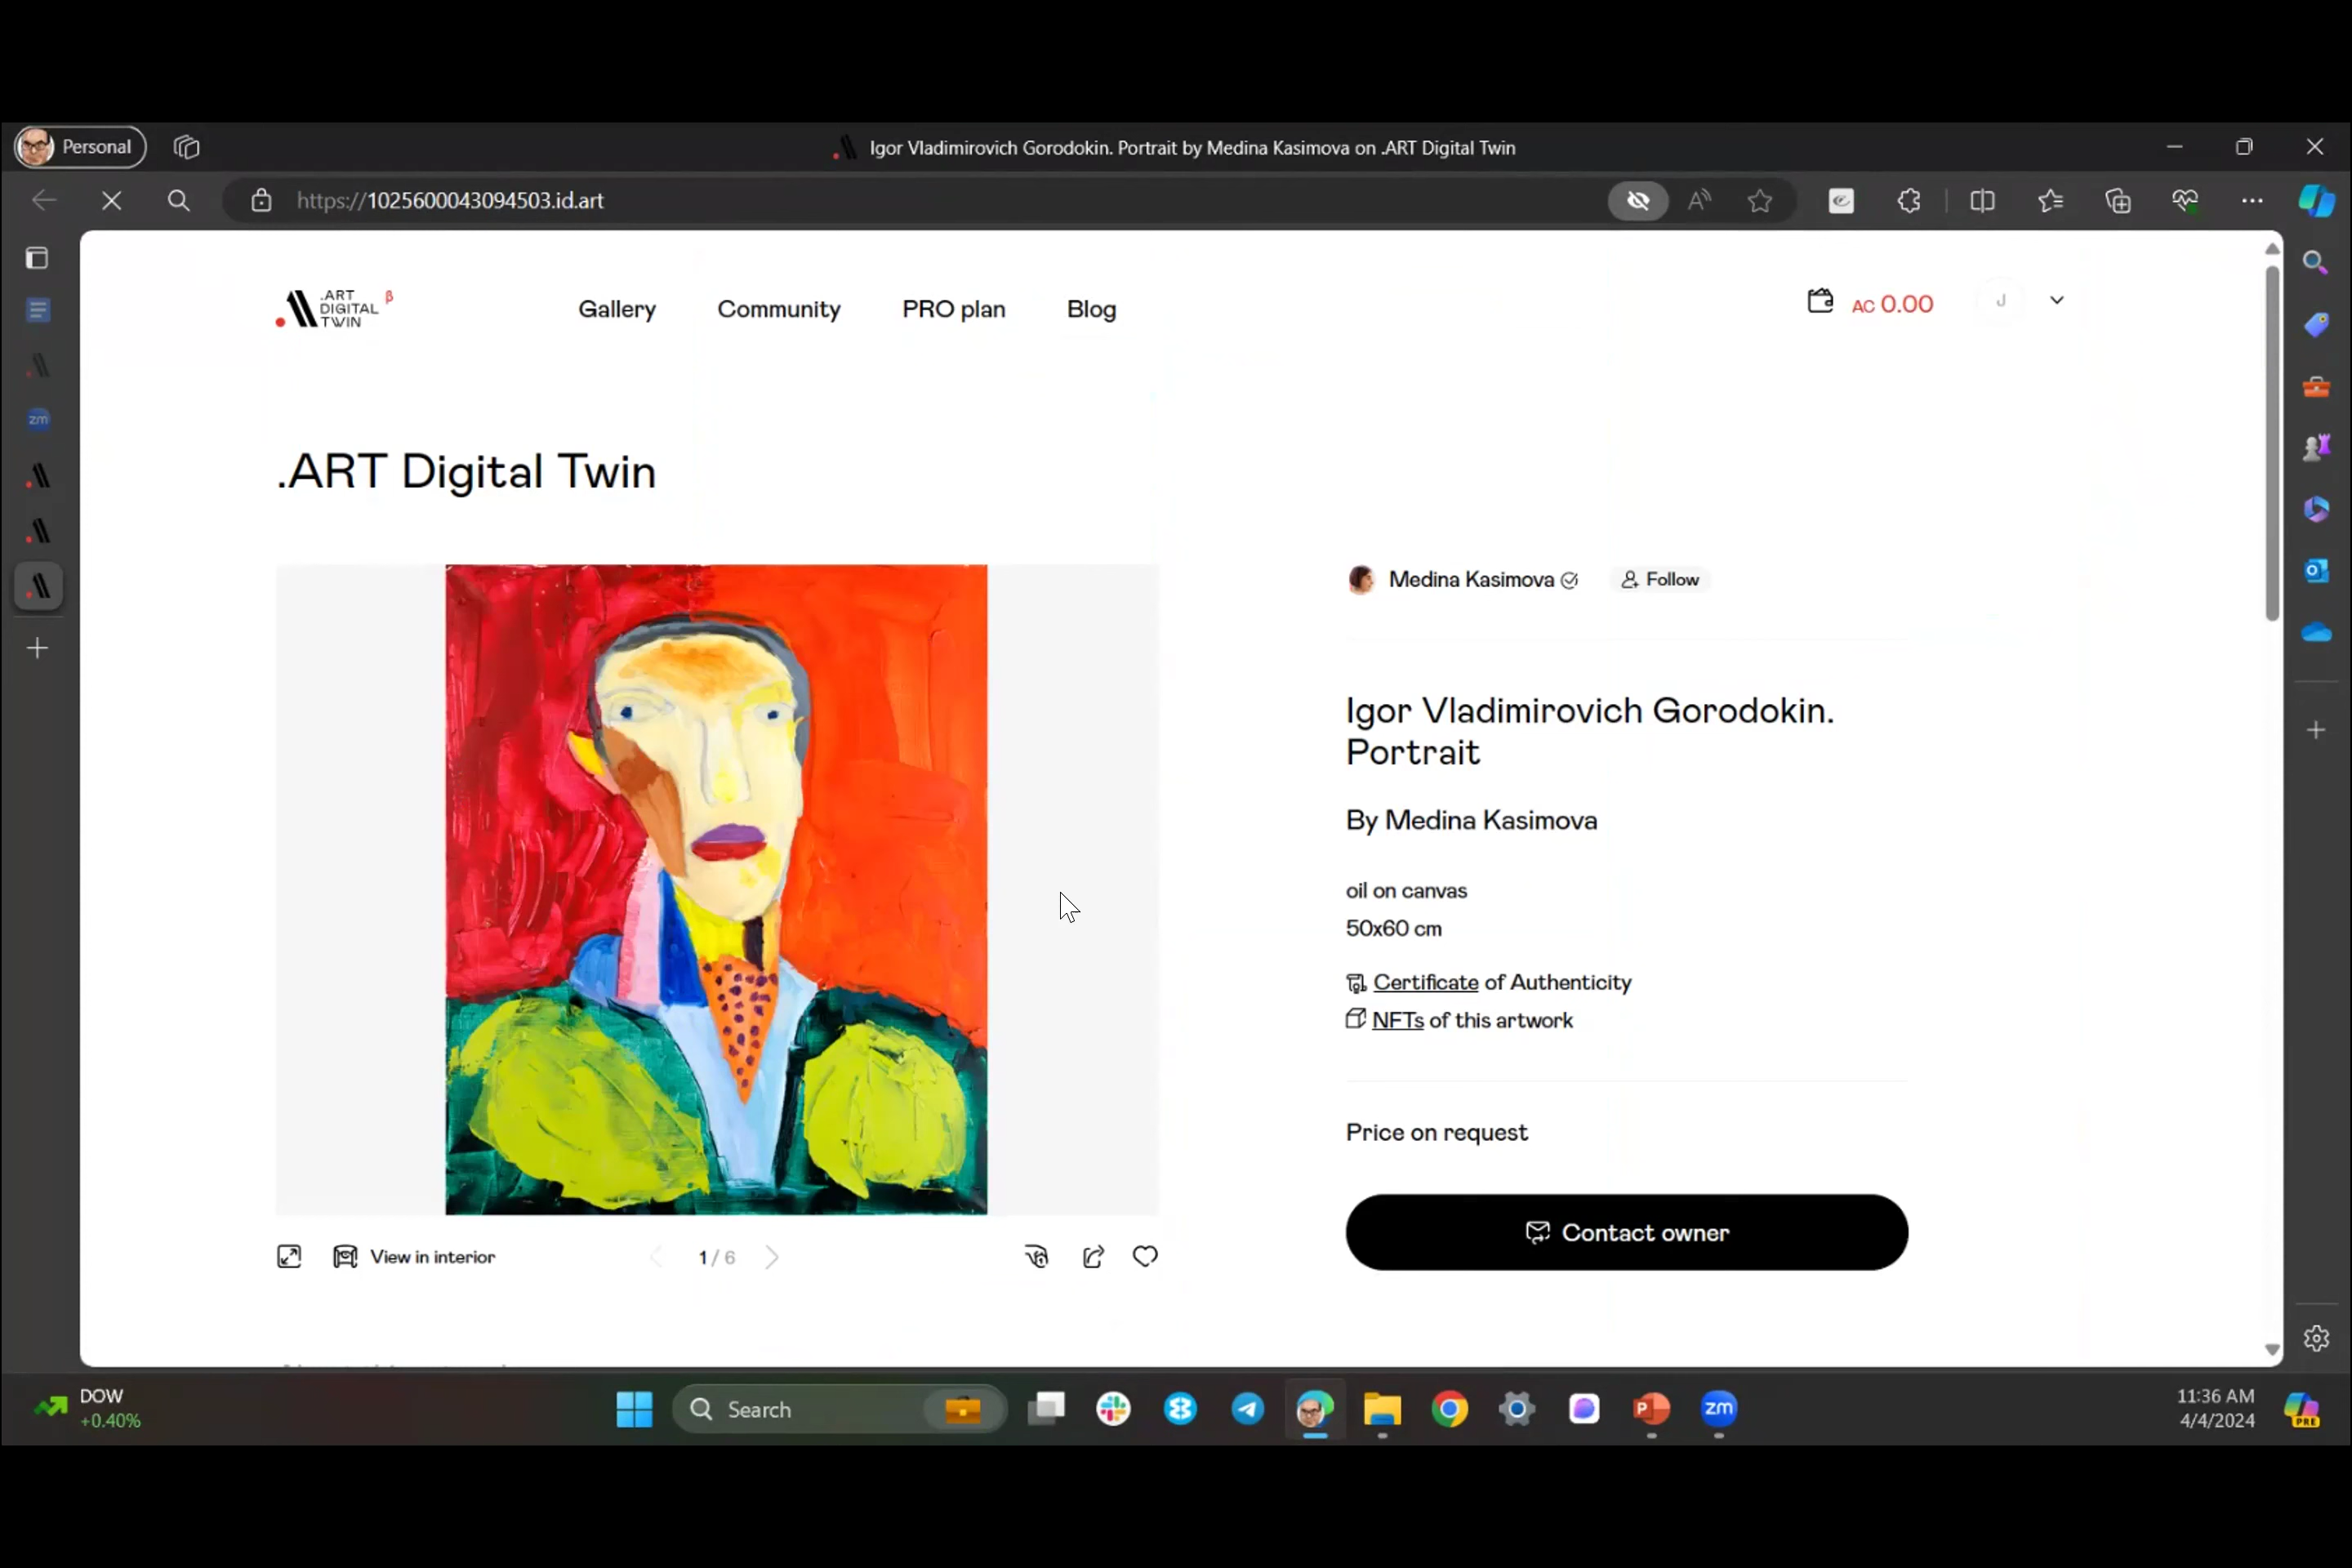 Personal
Igor Vladimirovich Gorodokin. Portrait by Medina Kasimova on .ART Digital Twin
https://1025600043094503.id.art
.ART DIGITAL TWIN β
Gallery
Community
PRO plan
Blog
AC 0.00
J
.ART Digital Twin
Medina Kasimova
Follow
Igor Vladimirovich Gorodokin.
Portrait
By Medina Kasimova
oil on canvas
50x60 cm
Certificate of Authenticity
NFTs of this artwork
Price on request
Contact owner
View in interior
1 / 6
zm
DOW
+0.40%
Search
P
zm
11:36 AM
4/4/2024
PRE